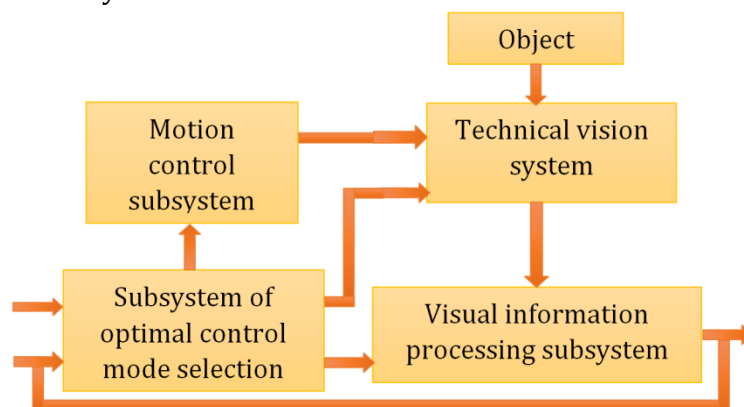 Object
Motion
control
subsystem
Technical vision
system
Subsystem of
optimal control
mode selection
Visual information
processing subsystem